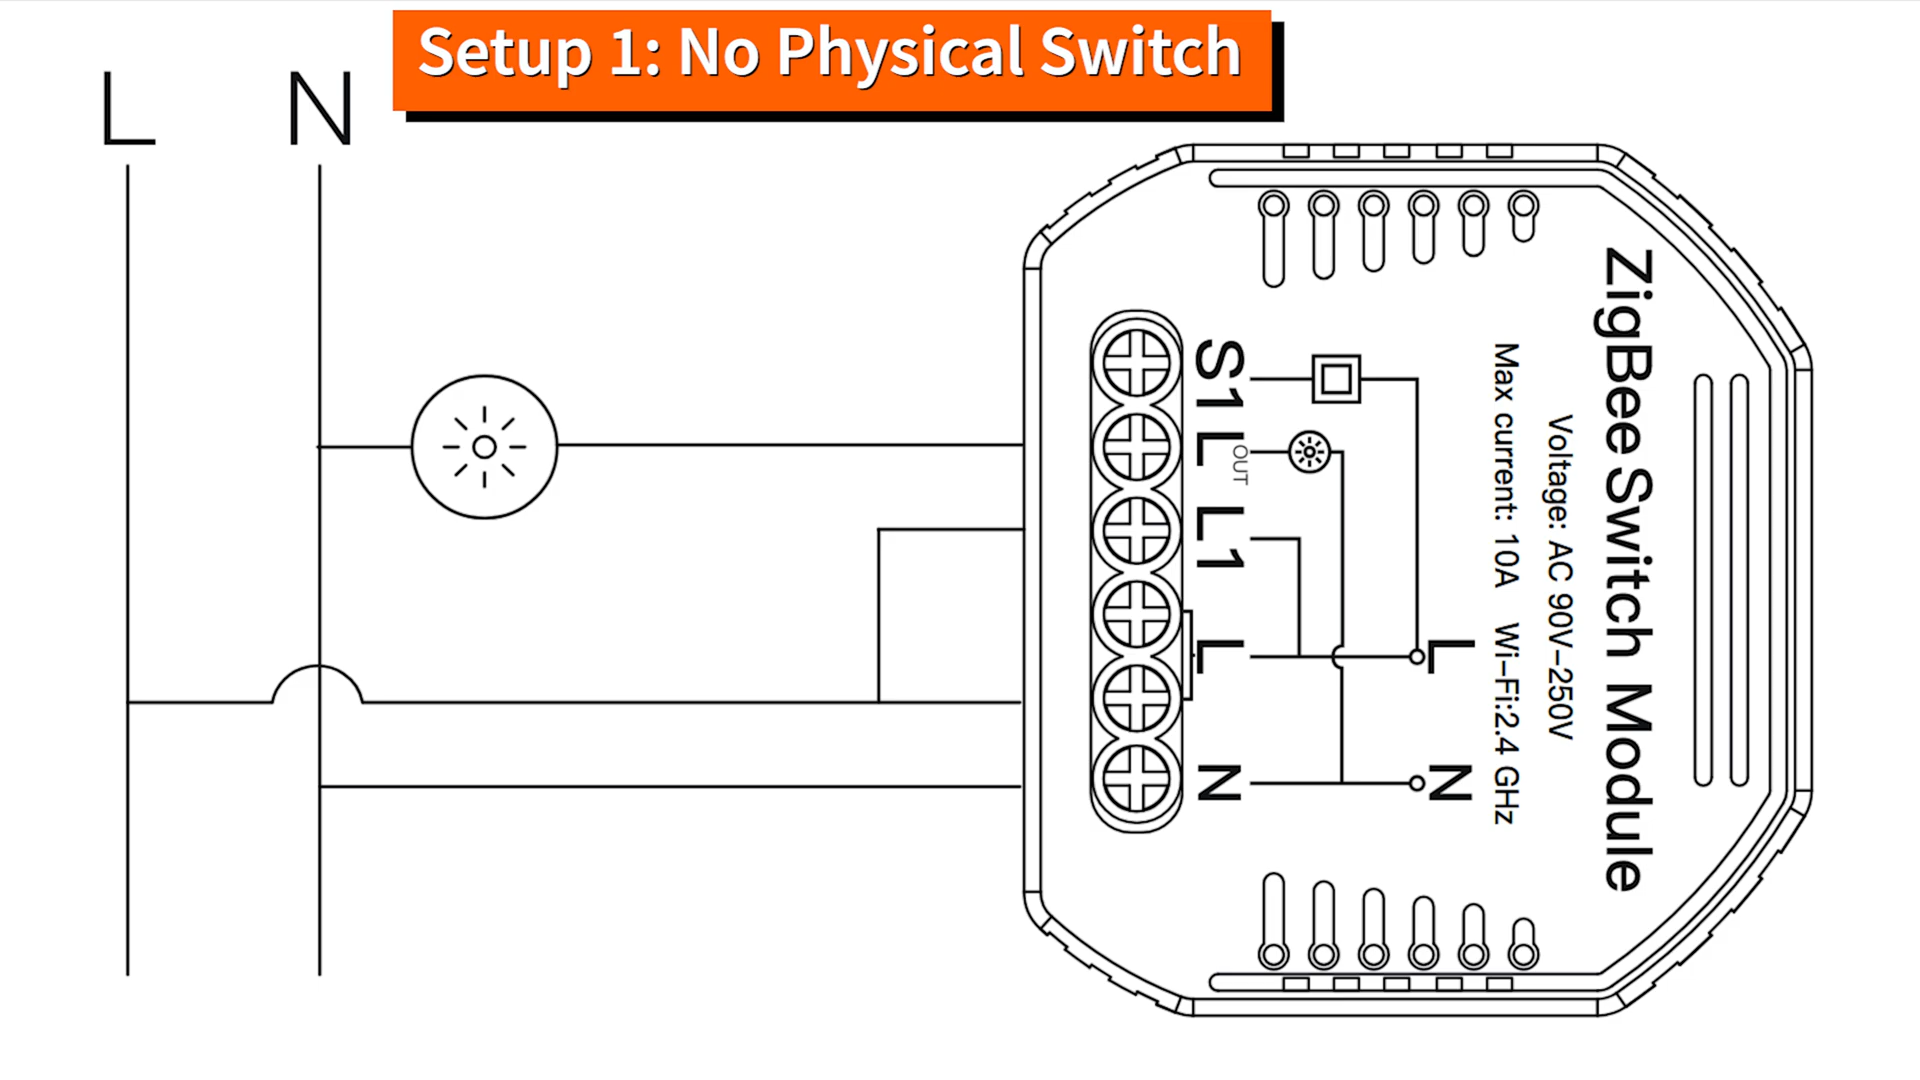 Setup 1: No Physical Switch
L N
S1
L OUT
L1
L
N
L
N
Max current: 10A Wi-Fi:2.4 GHz
Voltage: AC 90V-250V
ZigBee Switch Module